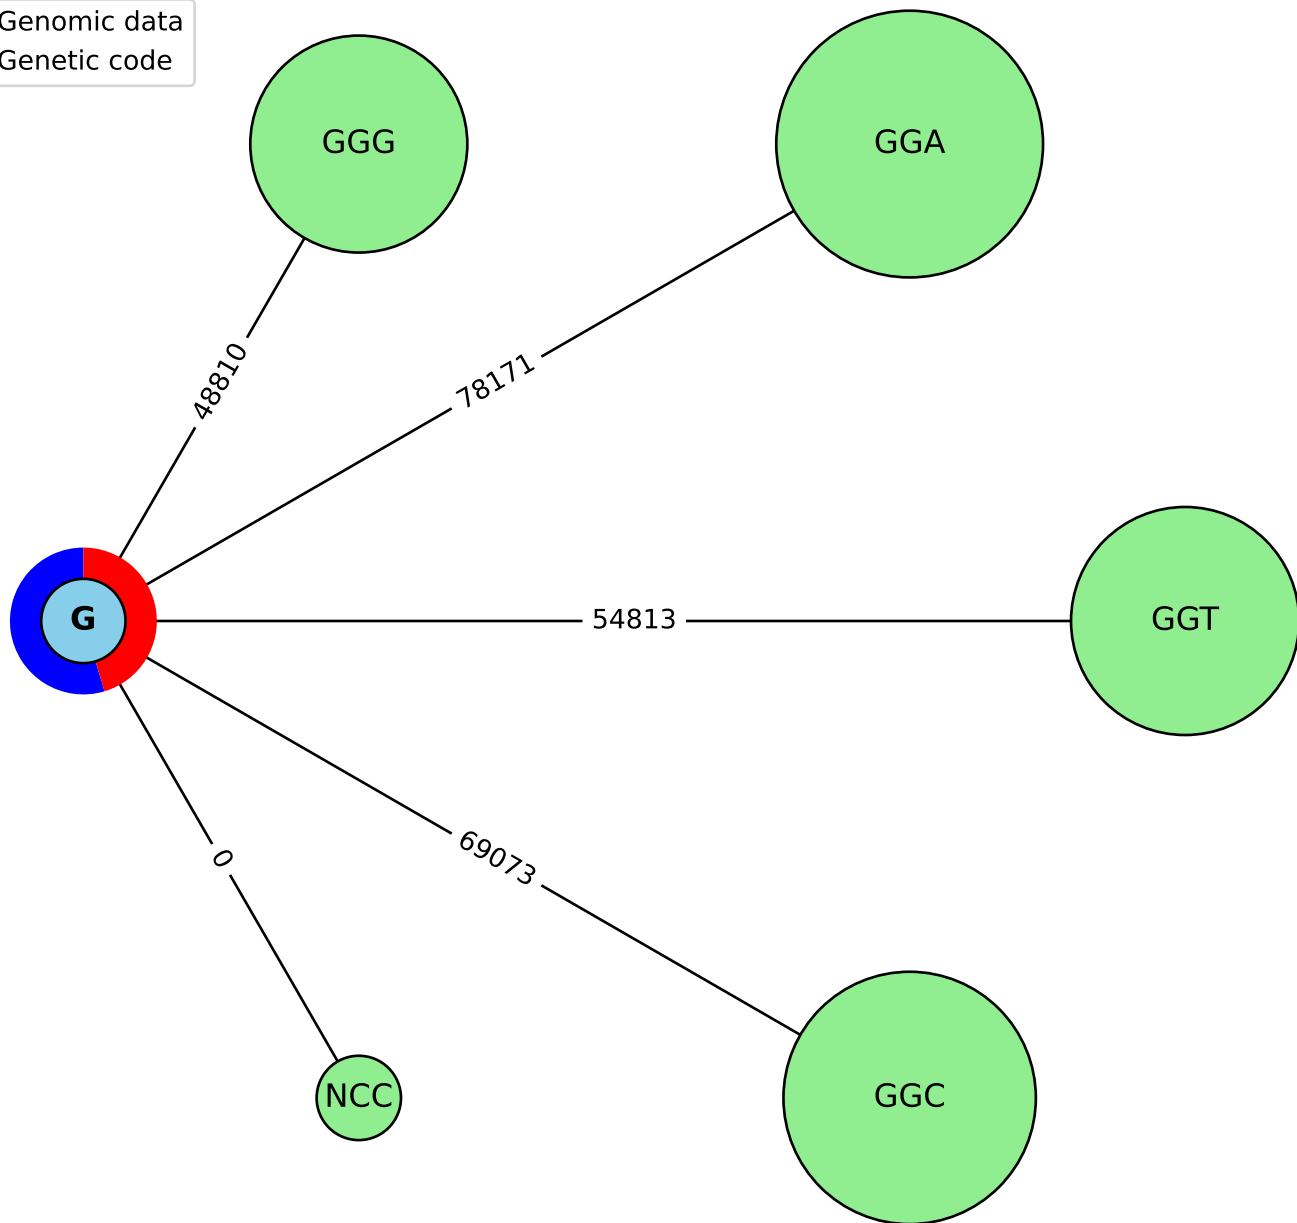 Genomic data
Genetic code
GGG
GGA
48810
78171
G
54813
GGT
0
69073
NCC
GGC